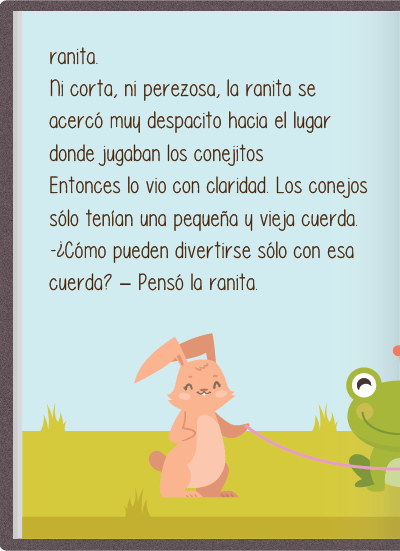 ranita.
Ni corta, ni perezosa, la ranita se
acercó muy despacito hacia el lugar
donde jugaban los conejitos
Entonces lo vio con claridad. Los conejos
sólo tenían una pequeña y vieja cuerda.
-¿Cómo pueden divertirse sólo con esa
cuerda? – Pensó la ranita.